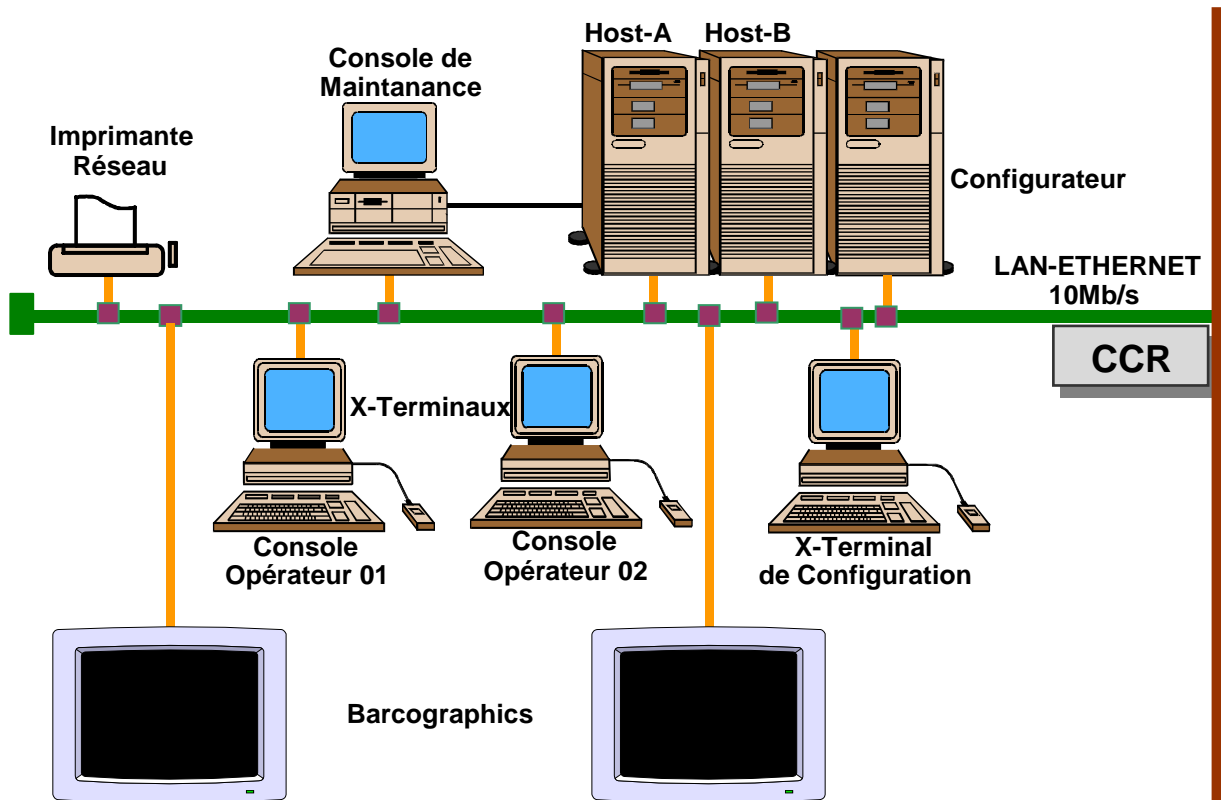 Host-A
Host-B
Console de
Maintanance
Imprimante
Réseau
Configurateur
LAN-ETHERNET
10Mb/s
CCR
X-Terminaux
Console
Opérateur 01
Console
Opérateur 02
X-Terminal
de Configuration
Barcographics